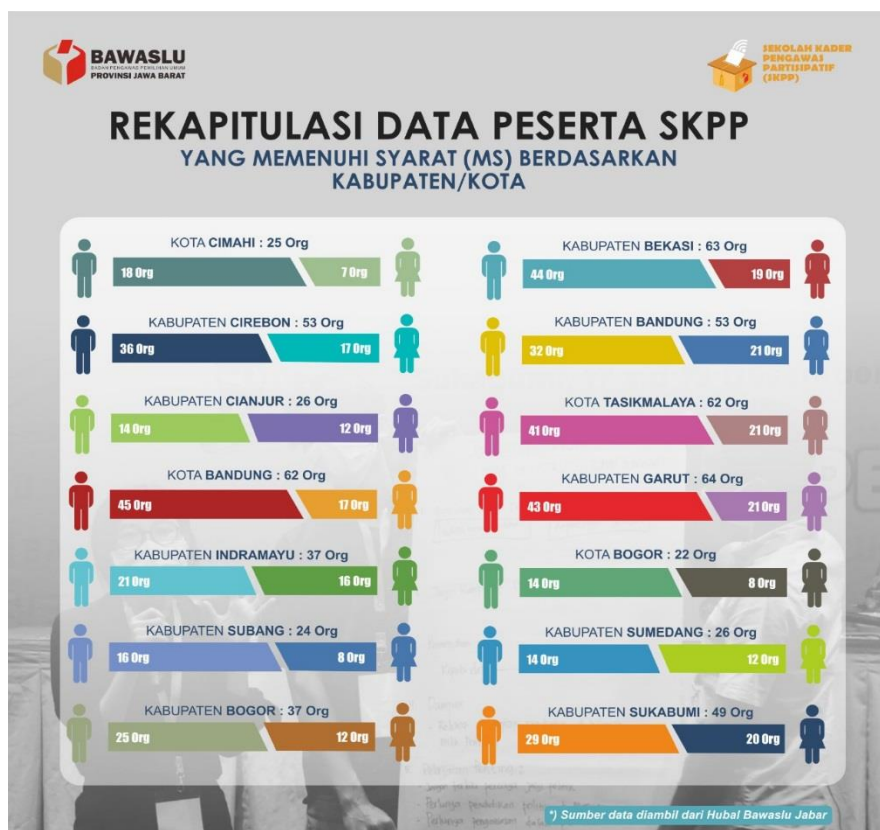 BAWASLU
BADAN PENGAWAS PEMILIHAN UMUM
PROVINSI JAWA BARAT
SEKOLAH KADER
PENGAWAS
PARTISIPATIF
(SKPP)
REKAPITULASI DATA PESERTA SKPP
YANG MEMENUHI SYARAT (MS) BERDASARKAN
KABUPATEN/KOTA
KOTA CIMAHI : 25 Org
18 Org 7 Org
KABUPATEN CIREBON : 53 Org
36 Org 17 Org
KABUPATEN CIANJUR : 26 Org
14 Org 12 Org
KOTA BANDUNG : 62 Org
45 Org 17 Org
KABUPATEN INDRAMAYU : 37 Org
21 Org 16 Org
KABUPATEN SUBANG : 24 Org
16 Org 8 Org
KABUPATEN BOGOR : 37 Org
25 Org 12 Org
KABUPATEN BEKASI : 63 Org
44 Org 19 Org
KABUPATEN BANDUNG : 53 Org
32 Org 21 Org
KOTA TASIKMALAYA : 62 Org
41 Org 21 Org
KABUPATEN GARUT : 64 Org
43 Org 21 Org
KOTA BOGOR : 22 Org
14 Org 8 Org
KABUPATEN SUMEDANG : 26 Org
14 Org 12 Org
KABUPATEN SUKABUMI : 49 Org
29 Org 20 Org
*) Sumber data diambil dari Hubal Bawaslu Jabar